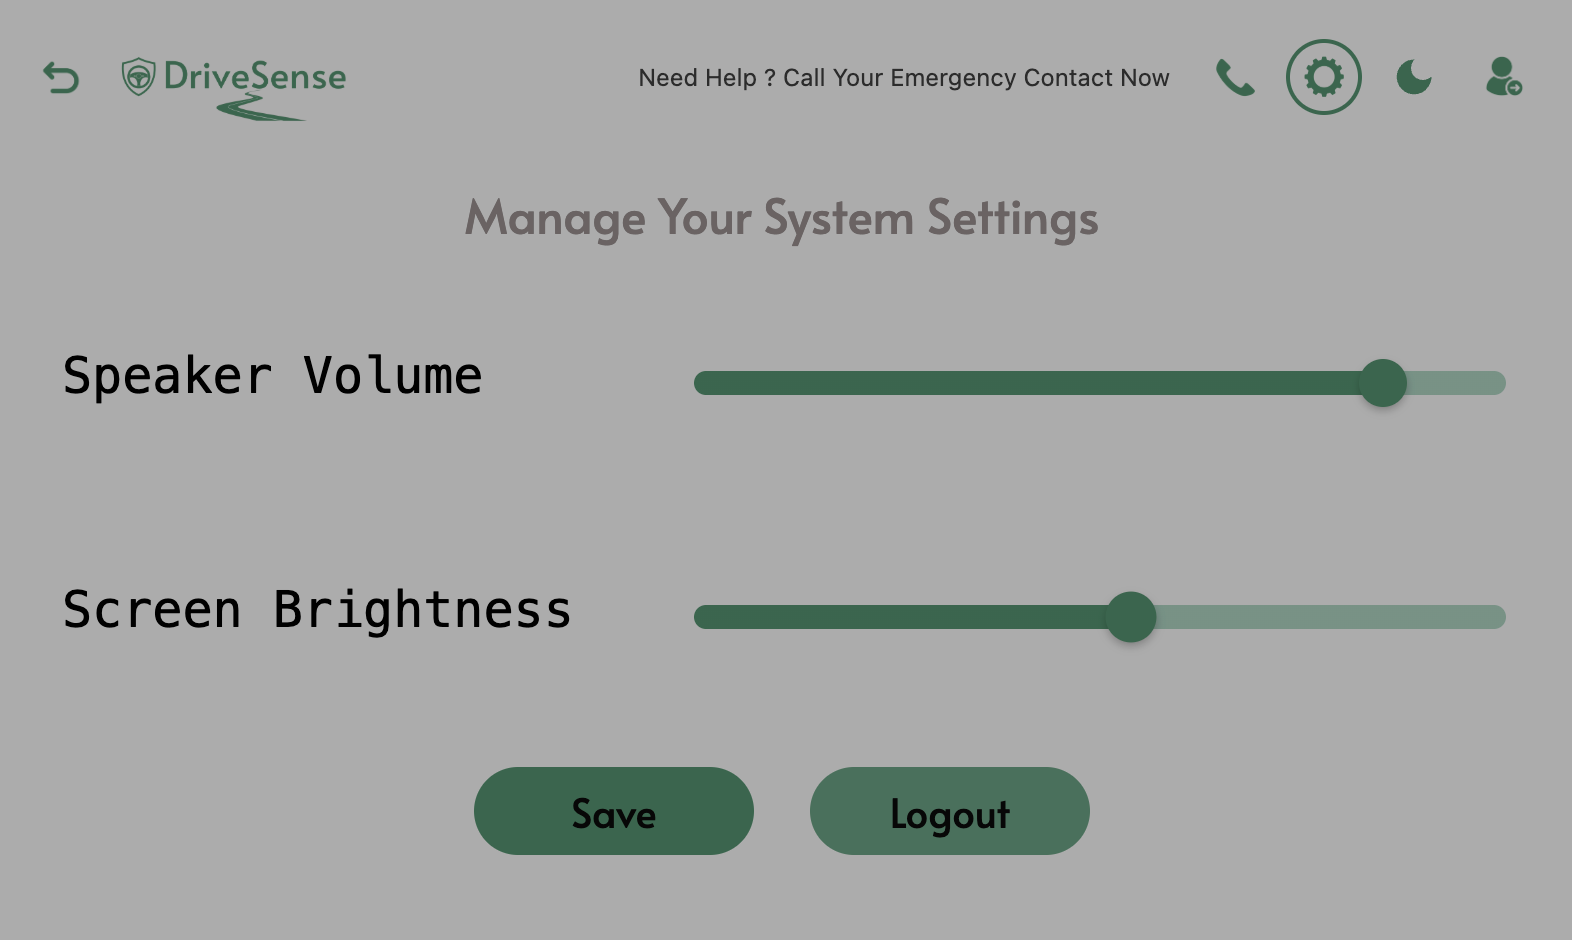 DriveSense
Need Help ? Call Your Emergency Contact Now
Manage Your System Settings
Speaker Volume
Screen Brightness
Save
Logout